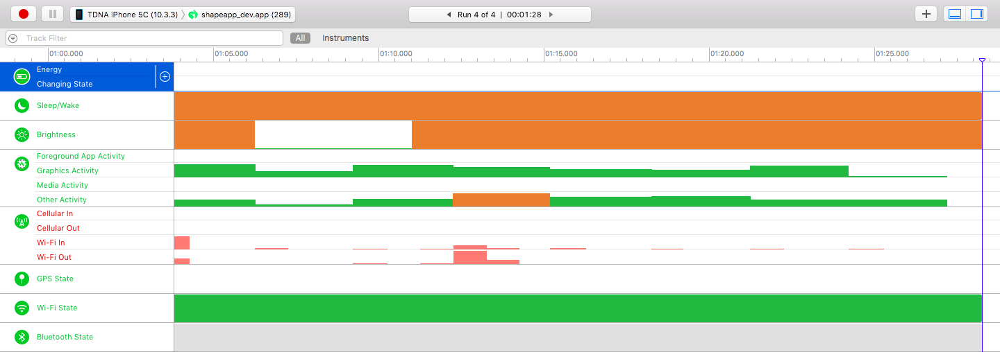 TDNA iPhone 5C (10.3.3) shapeapp_dev.app (289) Run 4 of 4 | 00:01:28
Track Filter All Instruments
01:00.000 01:05.000 01:10.000 01:15.000 01:20.000 01:25.000
Energy
Changing State
Sleep/Wake
Brightness
Foreground App Activity
Graphics Activity
Media Activity
Other Activity
Cellular In
Cellular Out
Wi-Fi In
Wi-Fi Out
GPS State
Wi-Fi State
Bluetooth State